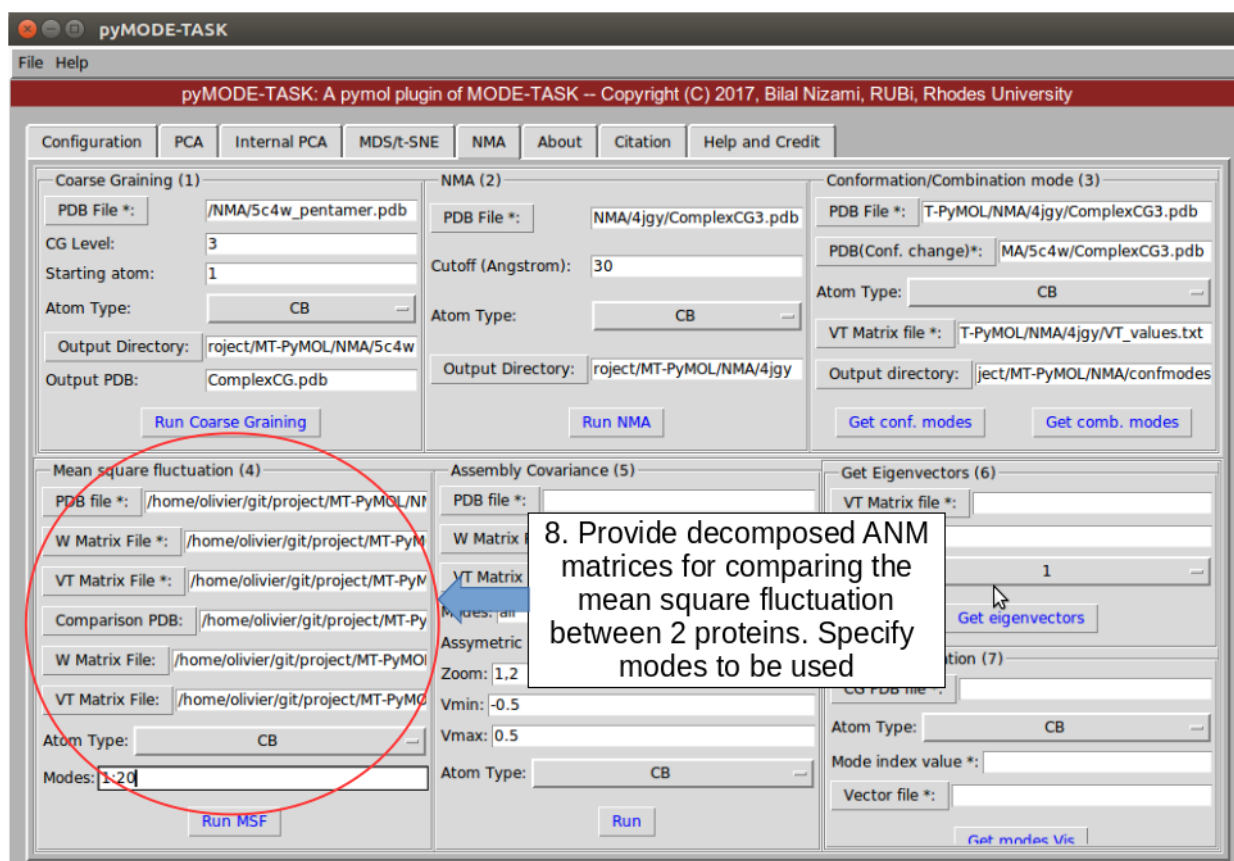 pyMODE-TASK
File Help
pyMODE-TASK: A pymol plugin of MODE-TASK -- Copyright (C) 2017, Bilal Nizami, RUBi, Rhodes University
Configuration PCA Internal PCA MDS/t-SNE NMA About Citation Help and Credit
Coarse Graining (1)
PDB File *: /NMA/5c4w_pentamer.pdb
CG Level: 3
Starting atom: 1
Atom Type: CB
Output Directory: roject/MT-PyMOL/NMA/5c4w
Output PDB: ComplexCG.pdb
Run Coarse Graining
NMA (2)
PDB File *: NMA/4jgy/ComplexCG3.pdb
Cutoff (Angstrom): 30
Atom Type: CB
Output Directory: roject/MT-PyMOL/NMA/4jgy
Run NMA
Conformation/Combination mode (3)
PDB File *: T-PyMOL/NMA/4jgy/ComplexCG3.pdb
PDB(Conf. change)*: MA/5c4w/ComplexCG3.pdb
Atom Type: CB
VT Matrix file *: T-PyMOL/NMA/4jgy/VT_values.txt
Output directory: ject/MT-PyMOL/NMA/confmodes
Get conf. modes Get comb. modes
Mean square fluctuation (4)
PDB file *: /home/olivier/git/project/MT-PyMOL/N
W Matrix File *: /home/olivier/git/project/MT-PyM
VT Matrix File *: /home/olivier/git/project/MT-PyM
Comparison PDB: /home/olivier/git/project/MT-Py
W Matrix File: /home/olivier/git/project/MT-PyMO
VT Matrix File: /home/olivier/git/project/MT-PyMO
Atom Type: CB
Modes: 1:20
Run MSF
Assembly Covariance (5)
PDB file *:
W Matrix
VT Matrix
Modes: all
Assymetric
Zoom: 1,2
Vmin: -0.5
Vmax: 0.5
Atom Type: CB
Run
8. Provide decomposed ANM
matrices for comparing the
mean square fluctuation
between 2 proteins. Specify
modes to be used
Get Eigenvectors (6)
VT Matrix file *:
1
Get eigenvectors
tion (7)
CG PDB file *:
Atom Type: CB
Mode index value *:
Vector file *:
Get modes Vis